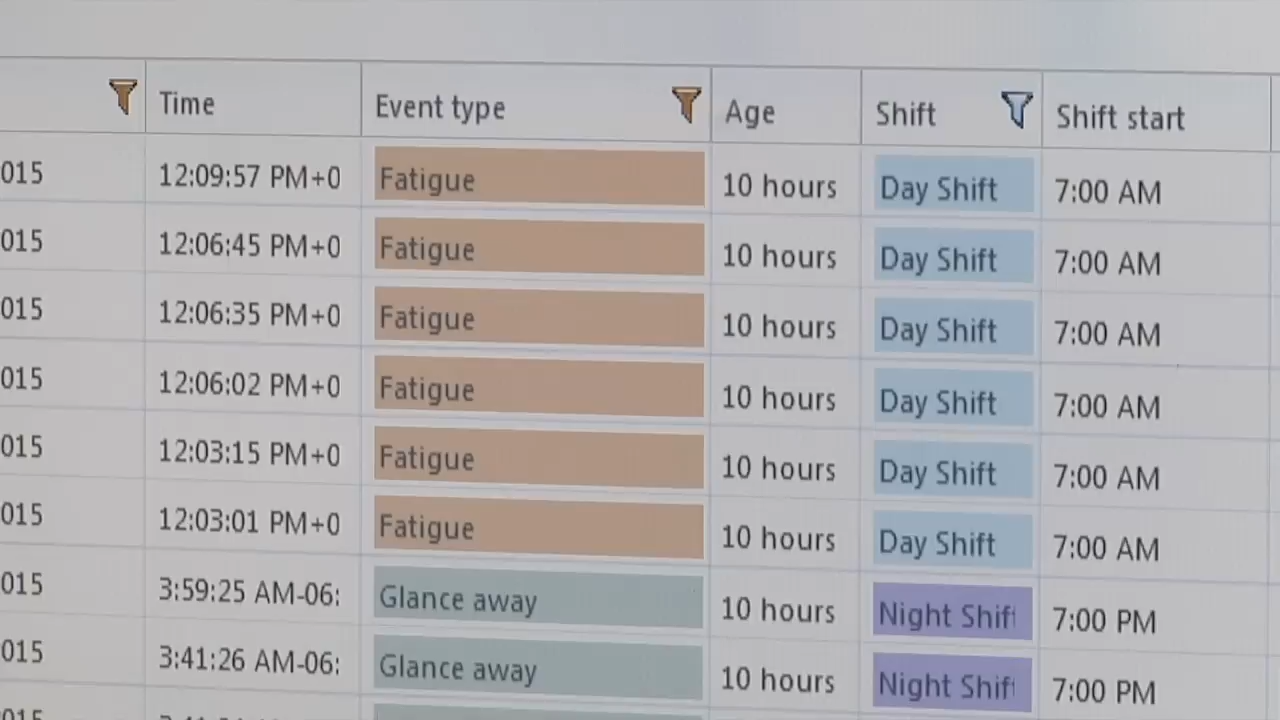 Time Event type Age Shift Shift start
015 12:09:57 PM+0 Fatigue 10 hours Day Shift 7:00 AM
015 12:06:45 PM+0 Fatigue 10 hours Day Shift 7:00 AM
015 12:06:35 PM+0 Fatigue 10 hours Day Shift 7:00 AM
015 12:06:02 PM+0 Fatigue 10 hours Day Shift 7:00 AM
015 12:03:15 PM+0 Fatigue 10 hours Day Shift 7:00 AM
015 12:03:01 PM+0 Fatigue 10 hours Day Shift 7:00 AM
015 3:59:25 AM-06: Glance away 10 hours Night Shif 7:00 PM
015 3:41:26 AM-06: Glance away 10 hours Night Shif 7:00 PM
015